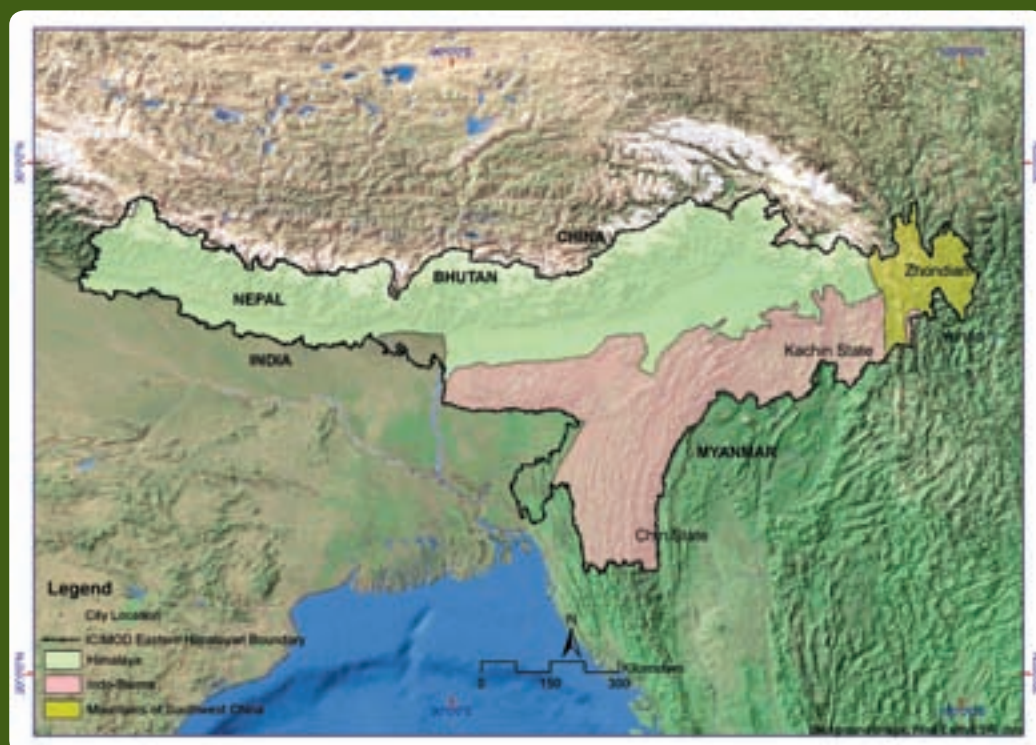 CHINA
BHUTAN
NEPAL
INDIA
Zhondian
Kachin State
MYANMAR
Chin State
Legend
City Location
ICIMOD Eastern Himalayan Boundary
Himalaya
Indo-Burma
Mountains of Southwest China
N
Kilometers
0 150 300